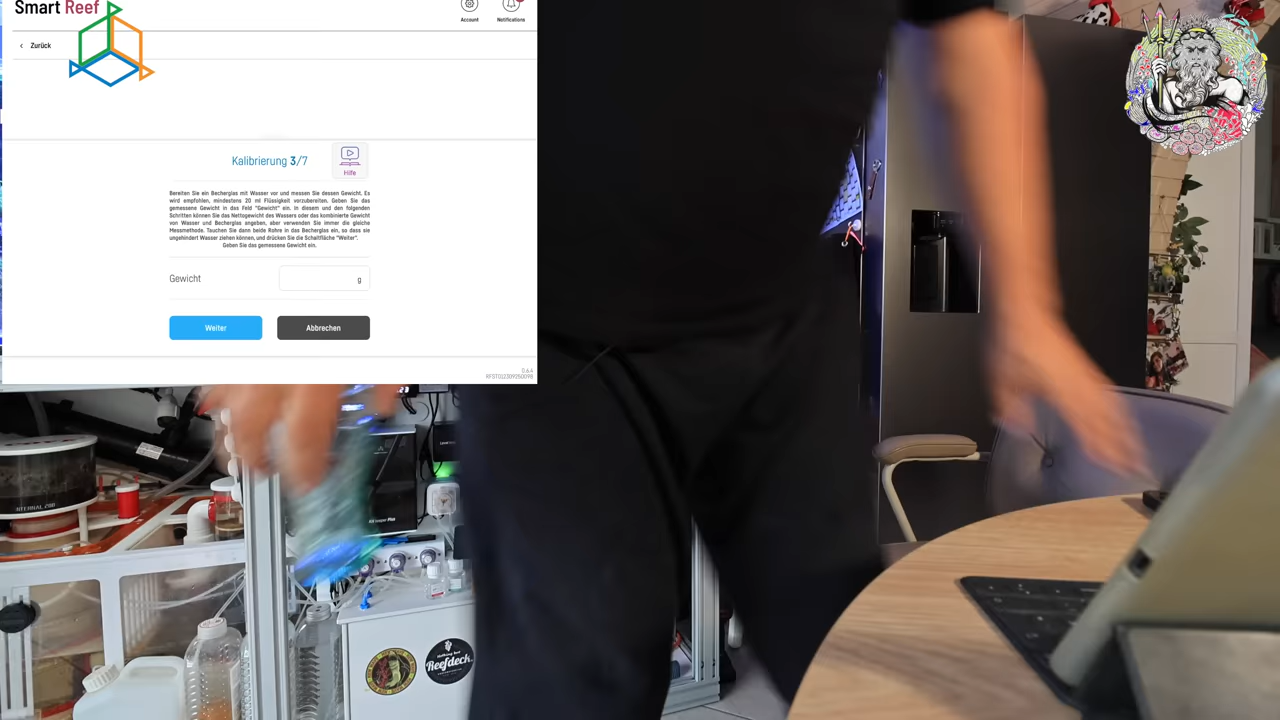 Smart Reef
Account
Notifications
Zurück
Kalibrierung 3/7
Hilfe
Bereiten Sie ein Becherglas mit Wasser vor und messen Sie dessen Gewicht. Es
wird empfohlen, mindestens 20 ml Flüssigkeit vorzubereiten. Geben Sie das
gemessene Gewicht in das Feld "Gewicht" ein. In diesem und den folgenden
Schritten können Sie das Nettogewicht des Wassers oder das kombinierte Gewicht
von Wasser und Becherglas angeben, aber verwenden Sie immer die gleiche
Messmethode. Tauchen Sie dann beide Rohre in das Becherglas ein, so dass sie
ungehindert Wasser ziehen können, und drücken Sie die Schaltfläche "Weiter".
Geben Sie das gemessene Gewicht ein.
Gewicht
g
Weiter
Abbrechen
0.6.4
RFST012309250098
Reefdeck